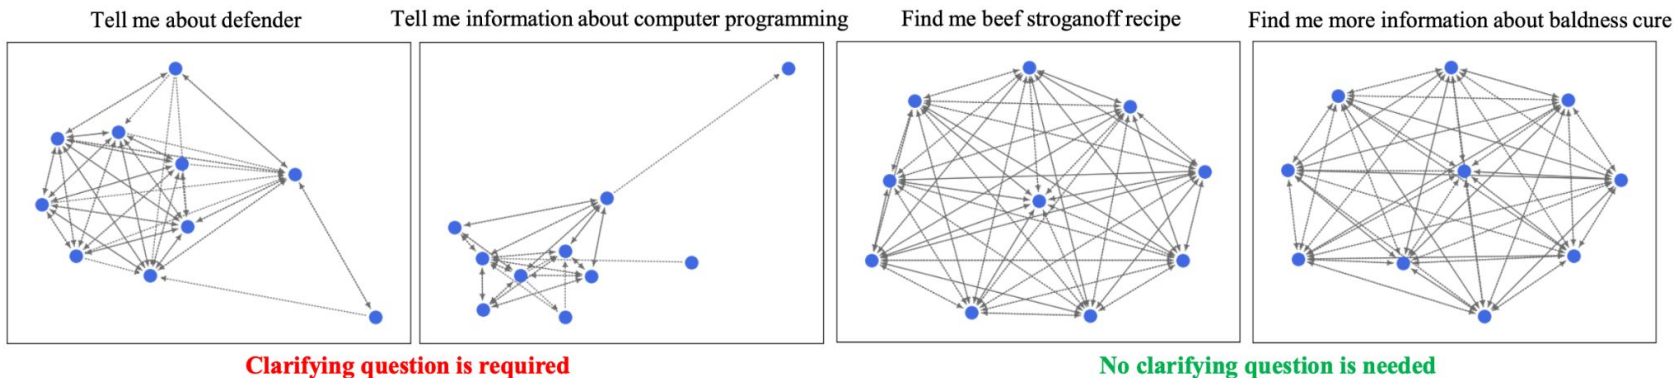 Tell me about defender
Tell me information about computer programming
Find me beef stroganoff recipe
Find me more information about baldness cure
Clarifying question is required
No clarifying question is needed